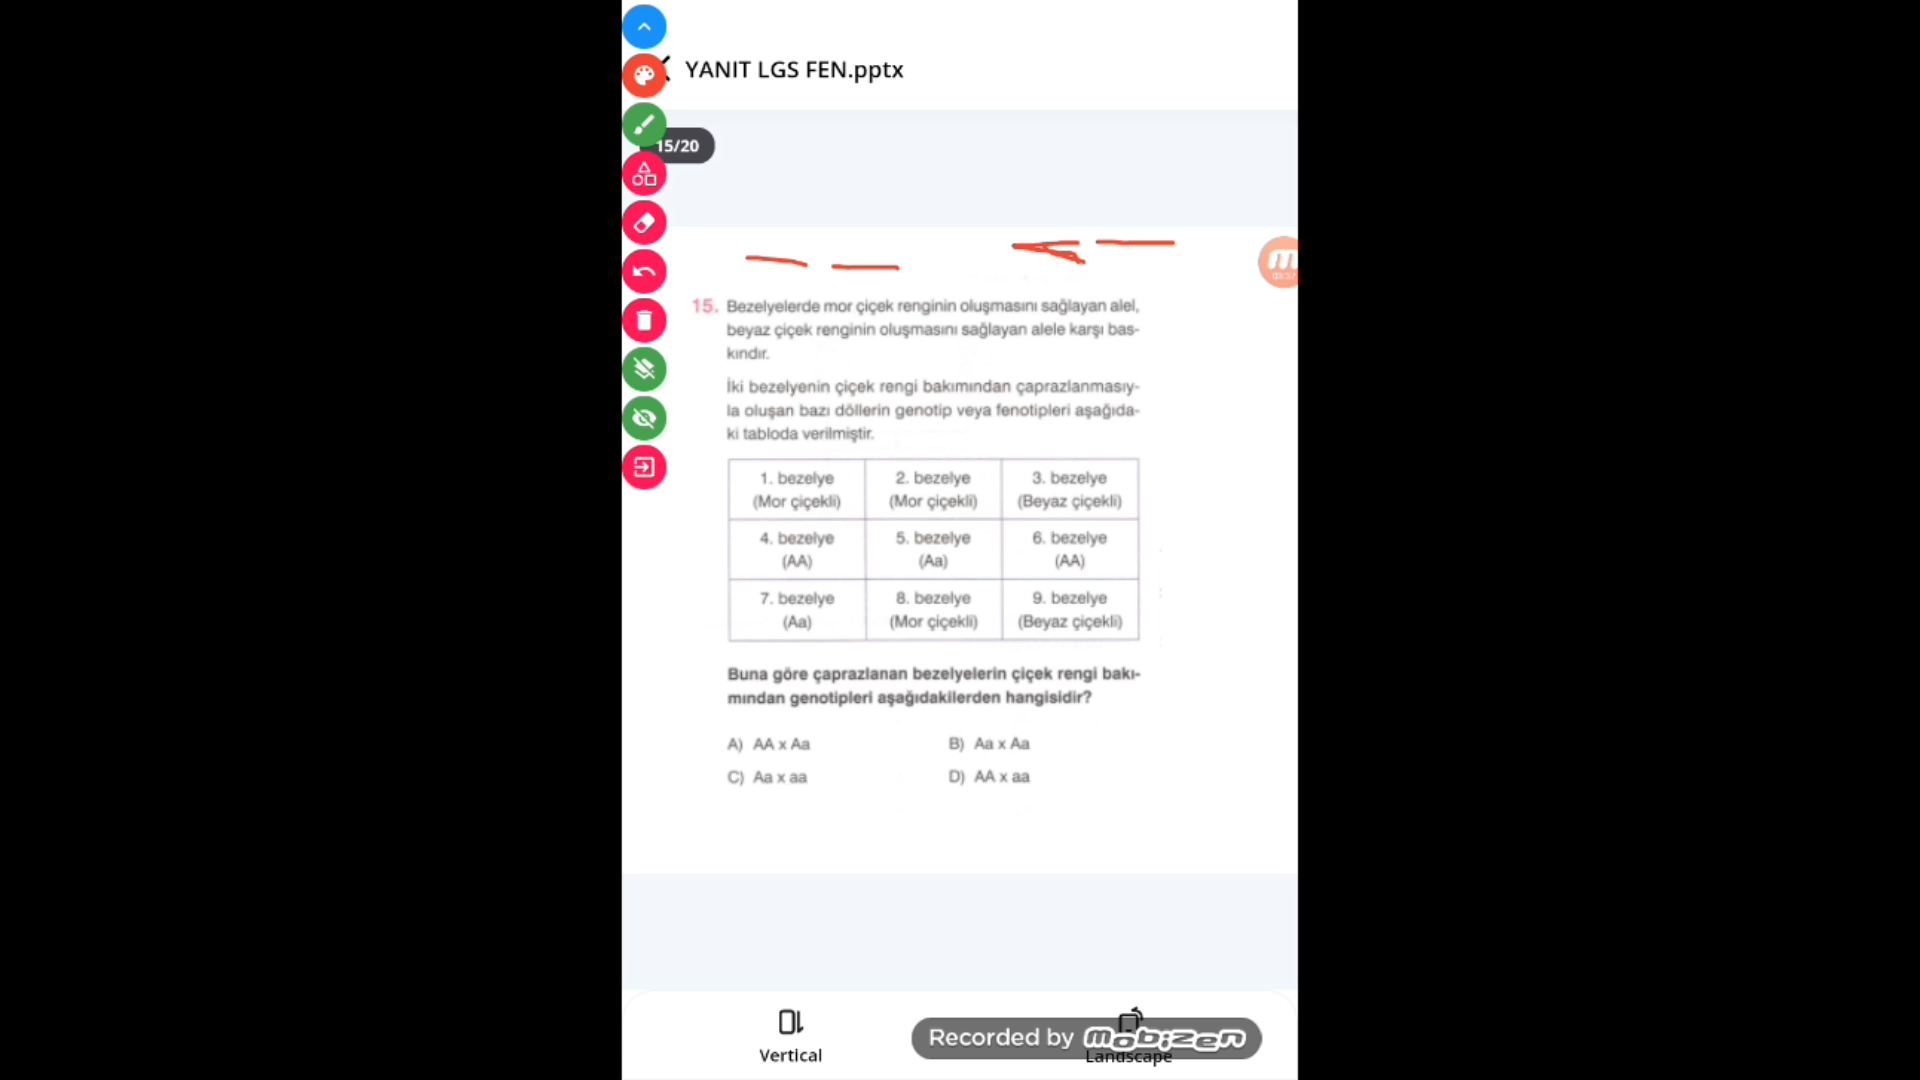 YANIT LGS FEN.pptx
15/20
15. Bezelyelerde mor çiçek renginin oluşmasını sağlayan alel,
beyaz çiçek renginin oluşmasını sağlayan alele karşı bas-
kındır.
İki bezelyenin çiçek rengi bakımından çaprazlanmasıy-
la oluşan bazı döllerin genotip veya fenotipleri aşağıda-
ki tabloda verilmiştir.
1. bezelye
(Mor çiçekli)
2. bezelye
(Mor çiçekli)
3. bezelye
(Beyaz çiçekli)
4. bezelye
(AA)
5. bezelye
(Aa)
6. bezelye
(AA)
7. bezelye
(Aa)
8. bezelye
(Mor çiçekli)
9. bezelye
(Beyaz çiçekli)
Buna göre çaprazlanan bezelyelerin çiçek rengi bakı-
mından genotipleri aşağıdakilerden hangisidir?
A) AA x Aa
B) Aa x Aa
C) Aa x aa
D) AA x aa
Vertical
Landscape
Recorded by mobizen